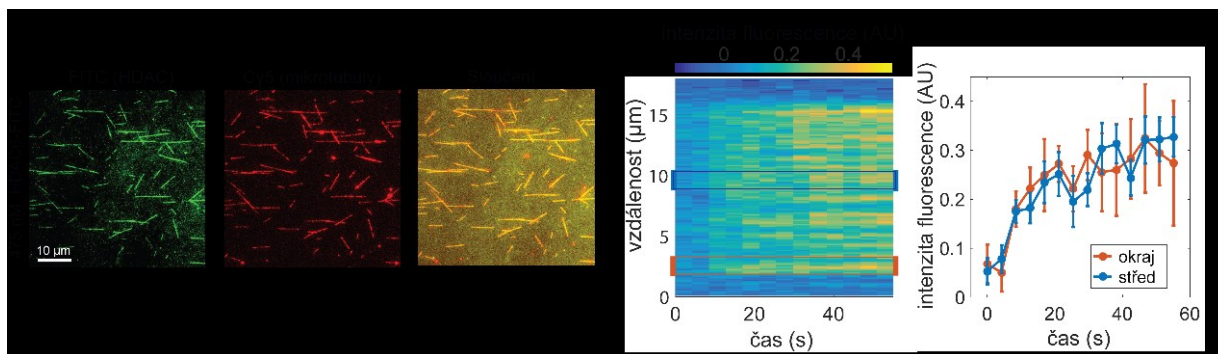 intenzita fluorescence (AU)
0 0.2 0.4
FITC (HDAC)
Cy5 (mikrotubuly)
Sloučení
10 µm
vzdálenost (µm)
15
10
5
0
0 20 40
čas (s)
intenzita fluorescence (AU)
0.4
0.3
0.2
0.1
0
okraj
střed
0 20 40 60
čas (s)